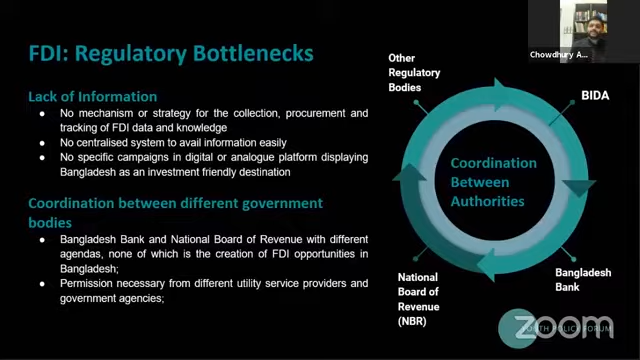 FDI: Regulatory Bottlenecks
Lack of Information
● No mechanism or strategy for the collection, procurement and
tracking of FDI data and knowledge
● No centralised system to avail information easily
● No specific campaigns in digital or analogue platform displaying
Bangladesh as an investment friendly destination
Coordination between different government
bodies
● Bangladesh Bank and National Board of Revenue with different
agendas, none of which is the creation of FDI opportunities in
Bangladesh;
● Permission necessary from different utility service providers and
government agencies;
Other
Regulatory
Bodies
BIDA
Coordination
Between
Authorities
National
Board of
Revenue
(NBR)
Bangladesh
Bank
Chowdhury A...
YOUTH POLICY FORUM
zoom